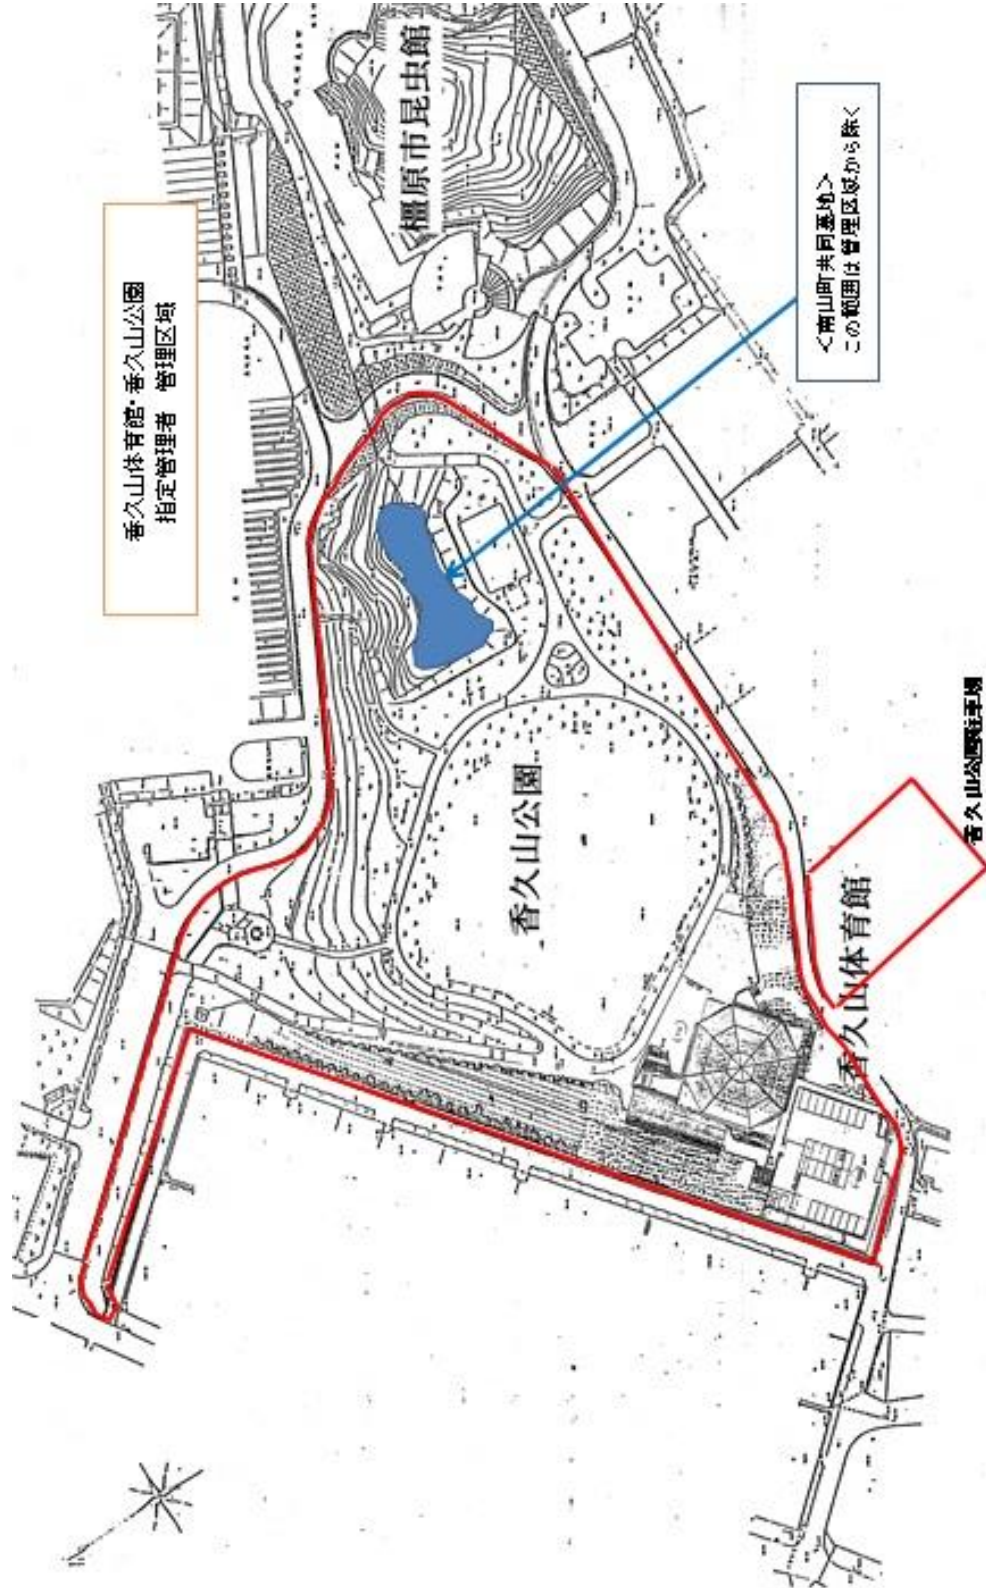 香久山体育館・香久山公園
指定管理者 管理区域
橿原市昆虫館
＜南山町共同墓地＞
この範囲は管理区域から除く
香久山公園
香久山体育館
香久山公園駐車場